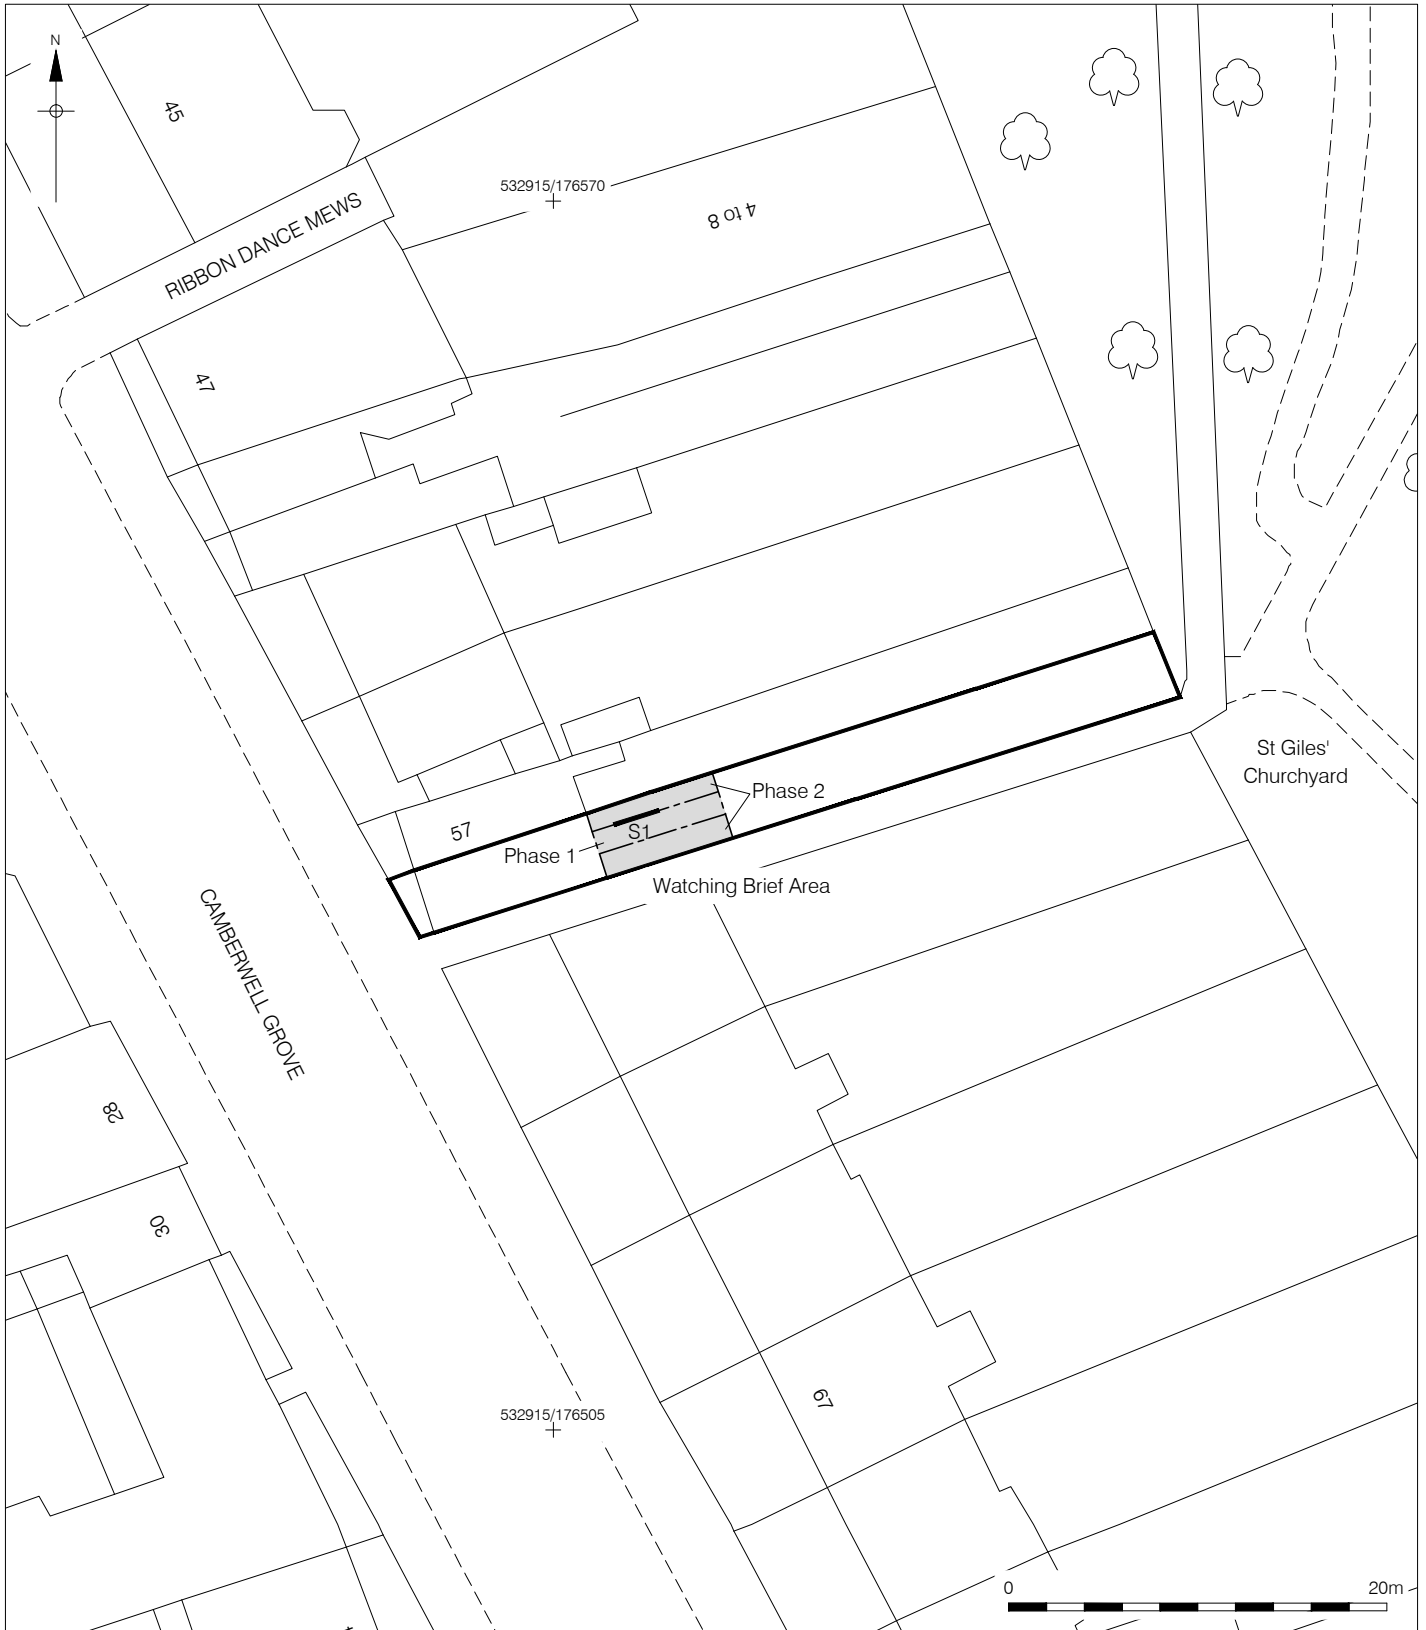 N
45
532915/176570
4 to 8
RIBBON DANCE MEWS
47
St Giles'
Churchyard
Phase 2
57
S1
Phase 1
Watching Brief Area
CAMBERWELL GROVE
28
30
67
532915/176505
0 20m